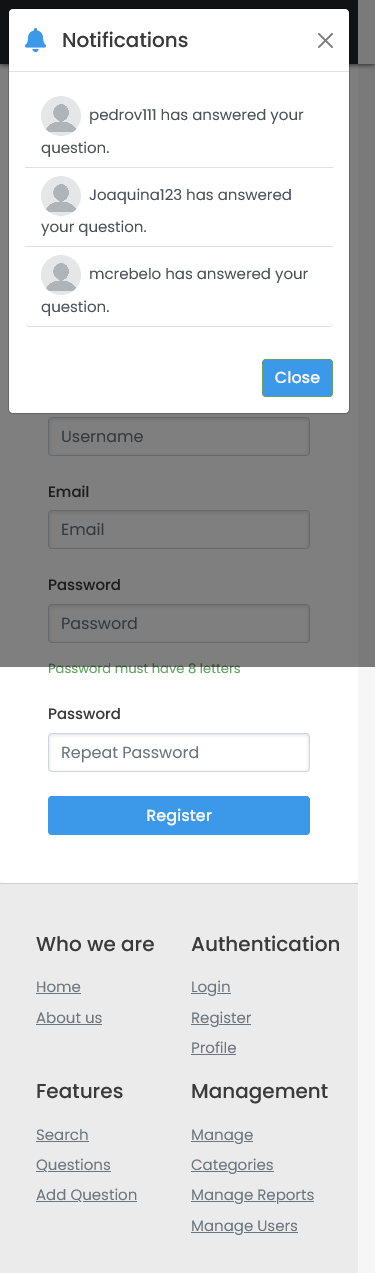 Notifications
pedrov111 has answered your
question.
Joaquina123 has answered
your question.
mcrebelo has answered your
question.
Close
Username
Email
Email
Password
Password
Password must have 8 letters
Password
Repeat Password
Register
Who we are
Home
About us
Authentication
Login
Register
Profile
Features
Search
Questions
Add Question
Management
Manage
Categories
Manage Reports
Manage Users